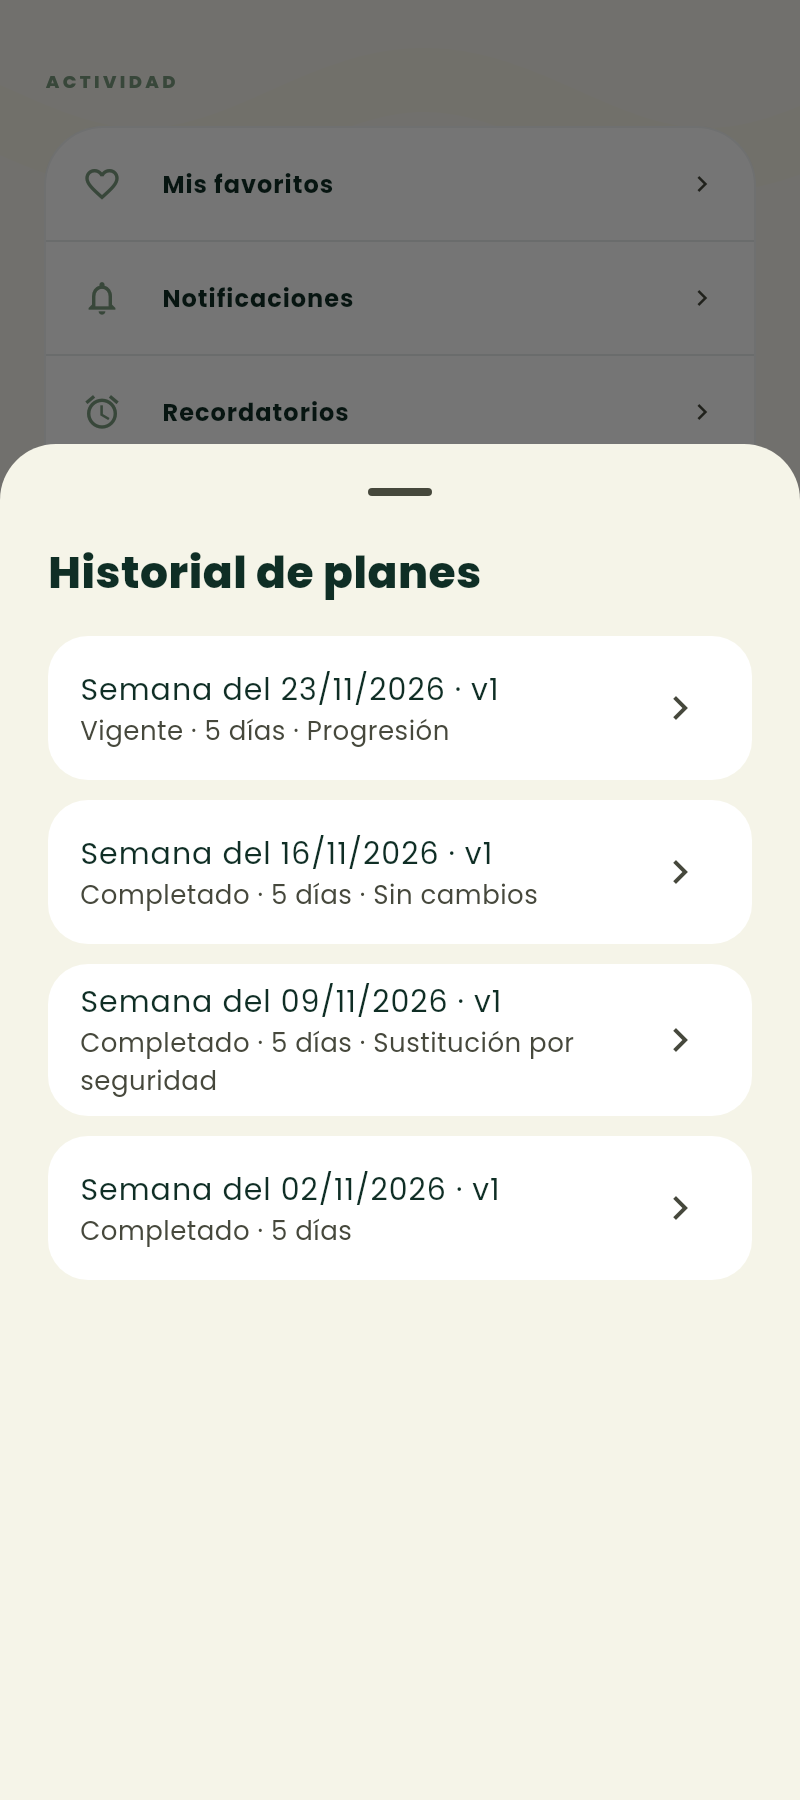 ACTIVIDAD
Mis favoritos
Notificaciones
Recordatorios
Historial de planes
Semana del 23/11/2026 · v1
Vigente · 5 días · Progresión
Semana del 16/11/2026 · v1
Completado · 5 días · Sin cambios
Semana del 09/11/2026 · v1
Completado · 5 días · Sustitución por
seguridad
Semana del 02/11/2026 · v1
Completado · 5 días